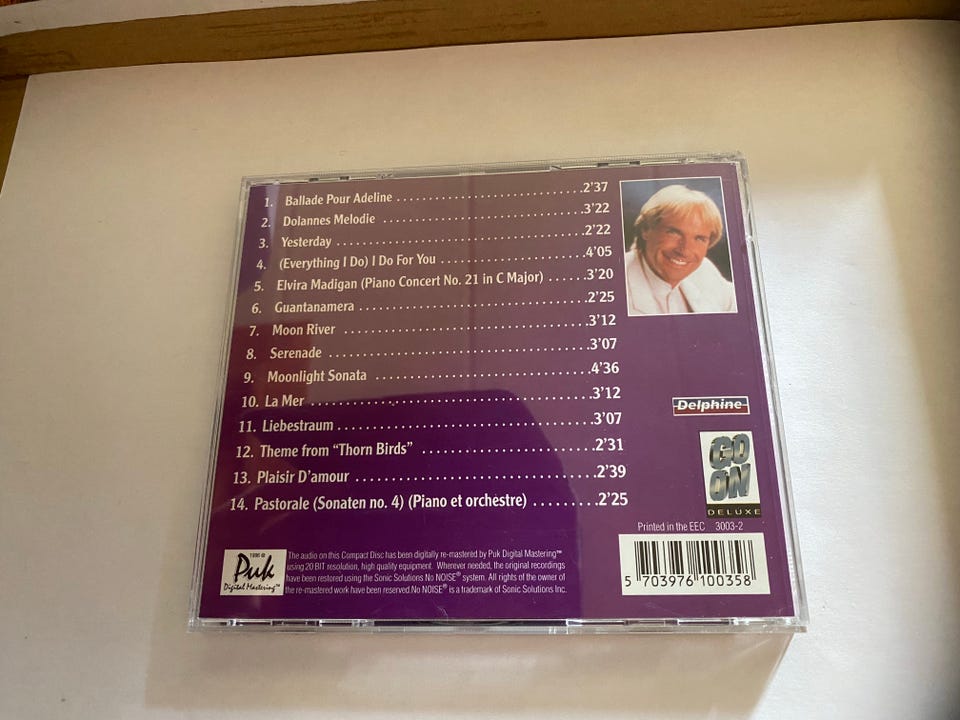 1. Ballade Pour Adeline ............................2'37
2. Dolannes Melodie ............................3'22
3. Yesterday ............................2'22
4. (Everything I Do) I Do For You ....................4'05
5. Elvira Madigan (Piano Concert No. 21 in C Major) ......3'20
6. Guantanamera ............................2'25
7. Moon River ............................3'12
8. Serenade ............................3'07
9. Moonlight Sonata ............................4'36
10. La Mer ............................3'12
11. Liebestraum ............................3'07
12. Theme from “Thorn Birds” ......................2'31
13. Plaisir D'amour ............................2'39
14. Pastorale (Sonaten no. 4) (Piano et orchestre) .........2'25
Delphine
GO
ON
DELUXE
Printed in the EEC 3003-2
5 703976 100358
1996 ©
Puk
Digital Mastering™
The audio on this Compact Disc has been digitally re-mastered by Puk Digital Mastering™
using 20 BIT resolution, high quality equipment. Wherever needed, the original recordings
have been restored using the Sonic Solutions No NOISE® system. All rights of the owner of
the re-mastered work have been reserved.No NOISE® is a trademark of Sonic Solutions Inc.